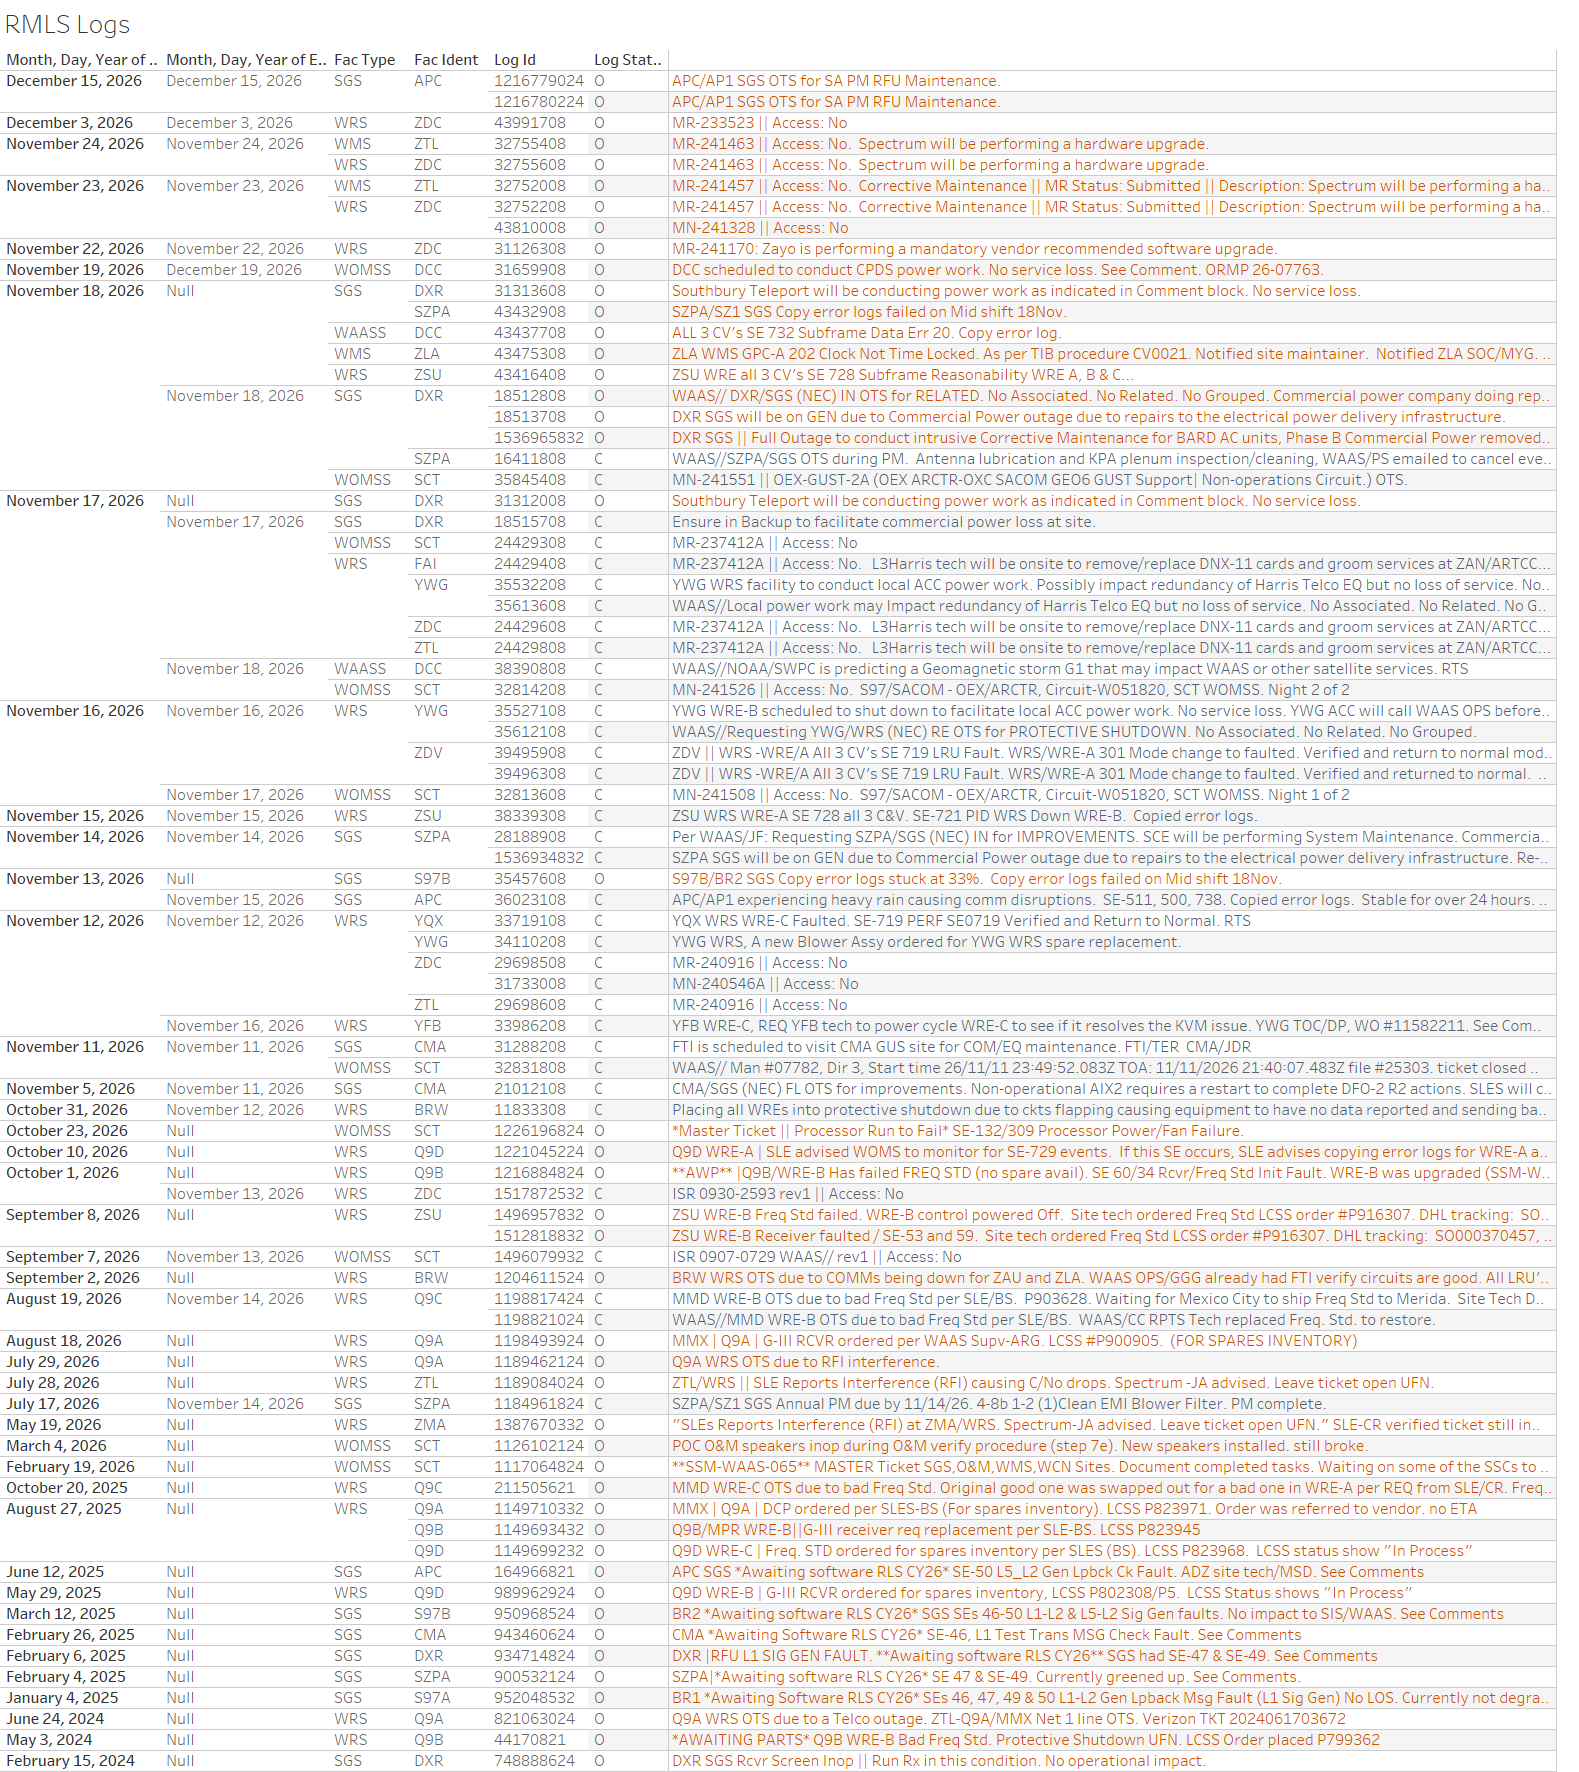 RMLS Logs
Month, Day, Year of .. Month, Day, Year of E.. Fac Type Fac Ident Log Id Log Stat..
December 15, 2026 December 15, 2026 SGS APC 1216779024 O APC/AP1 SGS OTS for SA PM RFU Maintenance.
1216780224 O APC/AP1 SGS OTS for SA PM RFU Maintenance.
December 3, 2026 December 3, 2026 WRS ZDC 43991708 O MR-233523 || Access: No
November 24, 2026 November 24, 2026 WMS ZTL 32755408 O MR-241463 || Access: No. Spectrum will be performing a hardware upgrade.
WRS ZDC 32755608 O MR-241463 || Access: No. Spectrum will be performing a hardware upgrade.
November 23, 2026 November 23, 2026 WMS ZTL 32752008 O MR-241457 || Access: No. Corrective Maintenance || MR Status: Submitted || Description: Spectrum will be performing a ha..
WRS ZDC 32752208 O MR-241457 || Access: No. Corrective Maintenance || MR Status: Submitted || Description: Spectrum will be performing a ha..
43810008 O MN-241328 || Access: No
November 22, 2026 November 22, 2026 WRS ZDC 31126308 O MR-241170: Zayo is performing a mandatory vendor recommended software upgrade.
November 19, 2026 December 19, 2026 WOMSS DCC 31659908 O DCC scheduled to conduct CPDS power work. No service loss. See Comment. ORMP 26-07763.
November 18, 2026 Null SGS DXR 31313608 O Southbury Teleport will be conducting power work as indicated in Comment block. No service loss.
SZPA 43432908 O SZPA/SZ1 SGS Copy error logs failed on Mid shift 18Nov.
WAASS DCC 43437708 O ALL 3 CV's SE 732 Subframe Data Err 20. Copy error log.
WMS ZLA 43475308 O ZLA WMS GPC-A 202 Clock Not Time Locked. As per TIB procedure CV0021. Notified site maintainer. Notified ZLA SOC/MYG. ..
WRS ZSU 43416408 O ZSU WRE all 3 CV's SE 728 Subframe Reasonability WRE A, B & C...
November 18, 2026 SGS DXR 18512808 O WAAS// DXR/SGS (NEC) IN OTS for RELATED. No Associated. No Related. No Grouped. Commercial power company doing rep..
18513708 O DXR SGS will be on GEN due to Commercial Power outage due to repairs to the electrical power delivery infrastructure.
1536965832 O DXR SGS || Full Outage to conduct intrusive Corrective Maintenance for BARD AC units, Phase B Commercial Power removed..
SZPA 16411808 C WAAS//SZPA/SGS OTS during PM. Antenna lubrication and KPA plenum inspection/cleaning, WAAS/PS emailed to cancel eve..
WOMSS SCT 35845408 C MN-241551 || OEX-GUST-2A (OEX ARCTR-OXC SACOM GEO6 GUST Support| Non-operations Circuit.) OTS.
November 17, 2026 Null SGS DXR 31312008 O Southbury Teleport will be conducting power work as indicated in Comment block. No service loss.
November 17, 2026 SGS DXR 18515708 C Ensure in Backup to facilitate commercial power loss at site.
WOMSS SCT 24429308 C MR-237412A || Access: No
WRS FAI 24429408 C MR-237412A || Access: No. L3Harris tech will be onsite to remove/replace DNX-11 cards and groom services at ZAN/ARTCC...
YWG 35532208 C YWG WRS facility to conduct local ACC power work. Possibly impact redundancy of Harris Telco EQ but no loss of service. No..
35613608 C WAAS//Local power work may Impact redundancy of Harris Telco EQ but no loss of service. No Associated. No Related. No G..
ZDC 24429608 C MR-237412A || Access: No. L3Harris tech will be onsite to remove/replace DNX-11 cards and groom services at ZAN/ARTCC...
ZTL 24429808 C MR-237412A || Access: No. L3Harris tech will be onsite to remove/replace DNX-11 cards and groom services at ZAN/ARTCC...
November 18, 2026 WAASS DCC 38390808 C WAAS//NOAA/SWPC is predicting a Geomagnetic storm G1 that may impact WAAS or other satellite services. RTS
WOMSS SCT 32814208 C MN-241526 || Access: No. S97/SACOM - OEX/ARCTR, Circuit-W051820, SCT WOMSS. Night 2 of 2
November 16, 2026 November 16, 2026 WRS YWG 35527108 C YWG WRE-B scheduled to shut down to facilitate local ACC power work. No service loss. YWG ACC will call WAAS OPS before..
35612108 C WAAS//Requesting YWG/WRS (NEC) RE OTS for PROTECTIVE SHUTDOWN. No Associated. No Related. No Grouped.
ZDV 39495908 C ZDV || WRS -WRE/A All 3 CV's SE 719 LRU Fault. WRS/WRE-A 301 Mode change to faulted. Verified and return to normal mod..
39496308 C ZDV || WRS -WRE/A All 3 CV's SE 719 LRU Fault. WRS/WRE-A 301 Mode change to faulted. Verified and returned to normal. ..
November 17, 2026 WOMSS SCT 32813608 C MN-241508 || Access: No. S97/SACOM - OEX/ARCTR, Circuit-W051820, SCT WOMSS. Night 1 of 2
November 15, 2026 November 15, 2026 WRS ZSU 38339308 C ZSU WRS WRE-A SE 728 all 3 C&V. SE-721 PID WRS Down WRE-B. Copied error logs.
November 14, 2026 November 14, 2026 SGS SZPA 28188908 C Per WAAS/JF: Requesting SZPA/SGS (NEC) IN for IMPROVEMENTS. SCE will be performing System Maintenance. Commercia..
1536934832 C SZPA SGS will be on GEN due to Commercial Power outage due to repairs to the electrical power delivery infrastructure. Re-..
November 13, 2026 Null SGS S97B 35457608 O S97B/BR2 SGS Copy error logs stuck at 33%. Copy error logs failed on Mid shift 18Nov.
November 15, 2026 SGS APC 36023108 C APC/AP1 experiencing heavy rain causing comm disruptions. SE-511, 500, 738. Copied error logs. Stable for over 24 hours. ..
November 12, 2026 November 12, 2026 WRS YQX 33719108 C YQX WRS WRE-C Faulted. SE-719 PERF SE0719 Verified and Return to Normal. RTS
YWG 34110208 C YWG WRS, A new Blower Assy ordered for YWG WRS spare replacement.
ZDC 29698508 C MR-240916 || Access: No
31733008 C MN-240546A || Access: No
ZTL 29698608 C MR-240916 || Access: No
November 16, 2026 WRS YFB 33986208 C YFB WRE-C, REQ YFB tech to power cycle WRE-C to see if it resolves the KVM issue. YWG TOC/DP, WO #11582211. See Com..
November 11, 2026 November 11, 2026 SGS CMA 31288208 C FTI is scheduled to visit CMA GUS site for COM/EQ maintenance. FTI/TER CMA/JDR
WOMSS SCT 32831808 C WAAS// Man #07782, Dir 3, Start time 26/11/11 23:49:52.083Z TOA: 11/11/2026 21:40:07.483Z file #25303. ticket closed ..
November 5, 2026 November 11, 2026 SGS CMA 21012108 C CMA/SGS (NEC) FL OTS for improvements. Non-operational AIX2 requires a restart to complete DFO-2 R2 actions. SLES will c..
October 31, 2026 November 12, 2026 WRS BRW 11833308 C Placing all WREs into protective shutdown due to ckts flapping causing equipment to have no data reported and sending ba..
October 23, 2026 Null WOMSS SCT 1226196824 O *Master Ticket || Processor Run to Fail* SE-132/309 Processor Power/Fan Failure.
October 10, 2026 Null WRS Q9D 1221045224 O Q9D WRE-A | SLE advised WOMS to monitor for SE-729 events. If this SE occurs, SLE advises copying error logs for WRE-A a..
October 1, 2026 Null WRS Q9B 1216884824 O **AWP** |Q9B/WRE-B Has failed FREQ STD (no spare avail). SE 60/34 Rcvr/Freq Std Init Fault. WRE-B was upgraded (SSM-W..
November 13, 2026 WRS ZDC 1517872532 C ISR 0930-2593 rev1 || Access: No
September 8, 2026 Null WRS ZSU 1496957832 O ZSU WRE-B Freq Std failed. WRE-B control powered Off. Site tech ordered Freq Std LCSS order #P916307. DHL tracking: SO..
1512818832 O ZSU WRE-B Receiver faulted / SE-53 and 59. Site tech ordered Freq Std LCSS order #P916307. DHL tracking: SO000370457, ..
September 7, 2026 November 13, 2026 WOMSS SCT 1496079932 C ISR 0907-0729 WAAS// rev1 || Access: No
September 2, 2026 Null WRS BRW 1204611524 O BRW WRS OTS due to COMMs being down for ZAU and ZLA. WAAS OPS/GGG already had FTI verify circuits are good. All LRU'..
August 19, 2026 November 14, 2026 WRS Q9C 1198817424 C MMD WRE-B OTS due to bad Freq Std per SLE/BS. P903628. Waiting for Mexico City to ship Freq Std to Merida. Site Tech D..
1198821024 C WAAS//MMD WRE-B OTS due to bad Freq Std per SLE/BS. WAAS/CC RPTS Tech replaced Freq. Std. to restore.
August 18, 2026 Null WRS Q9A 1198493924 O MMX | Q9A | G-III RCVR ordered per WAAS Supv-ARG. LCSS #P900905. (FOR SPARES INVENTORY)
July 29, 2026 Null WRS Q9A 1189462124 O Q9A WRS OTS due to RFI interference.
July 28, 2026 Null WRS ZTL 1189084024 O ZTL/WRS || SLE Reports Interference (RFI) causing C/No drops. Spectrum -JA advised. Leave ticket open UFN.
July 17, 2026 November 14, 2026 SGS SZPA 1184961824 C SZPA/SZ1 SGS Annual PM due by 11/14/26. 4-8b 1-2 (1)Clean EMI Blower Filter. PM complete.
May 19, 2026 Null WRS ZMA 1387670332 O "SLEs Reports Interference (RFI) at ZMA/WRS. Spectrum-JA advised. Leave ticket open UFN." SLE-CR verified ticket still in..
March 4, 2026 Null WOMSS SCT 1126102124 O POC O&M speakers inop during O&M verify procedure (step 7e). New speakers installed. still broke.
February 19, 2026 Null WOMSS SCT 1117064824 O **SSM-WAAS-065** MASTER Ticket SGS,O&M,WMS,WCN Sites. Document completed tasks. Waiting on some of the SSCs to ..
October 20, 2025 Null WRS Q9C 211505621 O MMD WRE-C OTS due to bad Freq Std. Original good one was swapped out for a bad one in WRE-A per REQ from SLE/CR. Freq..
August 27, 2025 Null WRS Q9A 1149710332 O MMX | Q9A | DCP ordered per SLES-BS (For spares inventory). LCSS P823971. Order was referred to vendor. no ETA
Q9B 1149693432 O Q9B/MPR WRE-B||G-III receiver req replacement per SLE-BS. LCSS P823945
Q9D 1149699232 O Q9D WRE-C | Freq. STD ordered for spares inventory per SLES (BS). LCSS P823968. LCSS status show "In Process"
June 12, 2025 Null SGS APC 164966821 O APC SGS *Awaiting software RLS CY26* SE-50 L5_L2 Gen Lpbck Ck Fault. ADZ site tech/MSD. See Comments
May 29, 2025 Null WRS Q9D 989962924 O Q9D WRE-B | G-III RCVR ordered for spares inventory, LCSS P802308/P5. LCSS Status shows "In Process"
March 12, 2025 Null SGS S97B 950968524 O BR2 *Awaiting software RLS CY26* SGS SEs 46-50 L1-L2 & L5-L2 Sig Gen faults. No impact to SIS/WAAS. See Comments
February 26, 2025 Null SGS CMA 943460624 O CMA *Awaiting Software RLS CY26* SE-46, L1 Test Trans MSG Check Fault. See Comments
February 6, 2025 Null SGS DXR 934714824 O DXR |RFU L1 SIG GEN FAULT. **Awaiting software RLS CY26** SGS had SE-47 & SE-49. See Comments
February 4, 2025 Null SGS SZPA 900532124 O SZPA|*Awaiting software RLS CY26* SE 47 & SE-49. Currently greened up. See Comments.
January 4, 2025 Null SGS S97A 952048532 O BR1 *Awaiting Software RLS CY26* SEs 46, 47, 49 & 50 L1-L2 Gen Lpback Msg Fault (L1 Sig Gen) No LOS. Currently not degra..
June 24, 2024 Null WRS Q9A 821063024 O Q9A WRS OTS due to a Telco outage. ZTL-Q9A/MMX Net 1 line OTS. Verizon TKT 2024061703672
May 3, 2024 Null WRS Q9B 44170821 O *AWAITING PARTS* Q9B WRE-B Bad Freq Std. Protective Shutdown UFN. LCSS Order placed P799362
February 15, 2024 Null SGS DXR 748888624 O DXR SGS Rcvr Screen Inop || Run Rx in this condition. No operational impact.